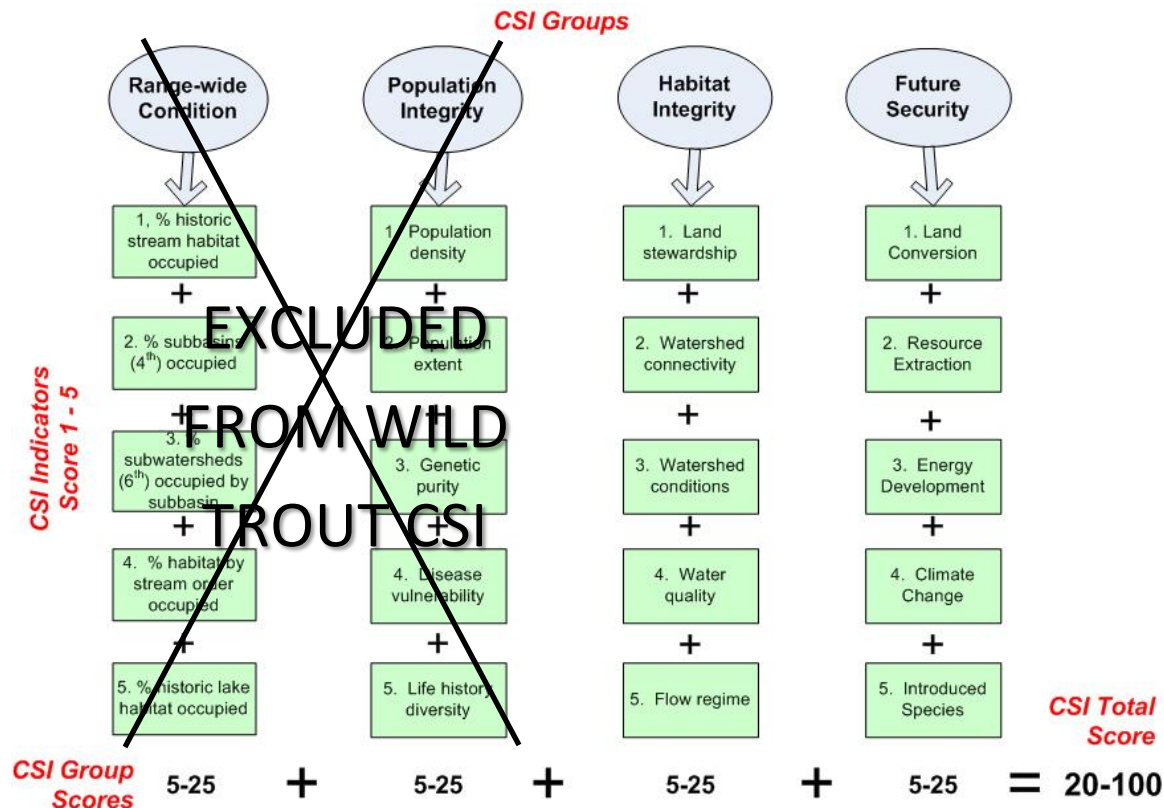 CSI Groups
Range-wide
Condition
Population
Integrity
Habitat
Integrity
Future
Security
1, % historic
stream habitat
occupied
+
2. % subbasins
(4th) occupied
+
3. %
subwatersheds
(6th) occupied by
subbasin
+
4. % habitat by
stream order
occupied
+
5. % historic lake
habitat occupied
1. Population
density
+
2. Population
extent
+
3. Genetic
purity
+
4. Disease
vulnerability
+
5. Life history
diversity
1. Land
stewardship
+
2. Watershed
connectivity
+
3. Watershed
conditions
+
4. Water
quality
+
5. Flow regime
1. Land
Conversion
+
2. Resource
Extraction
+
3. Energy
Development
+
4. Climate
Change
+
5. Introduced
Species
EXCLUDED
FROM WILD
TROUT CSI
CSI Indicators
Score 1 - 5
CSI Total
Score
CSI Group
Scores
5-25 + 5-25 + 5-25 + 5-25 = 20-100